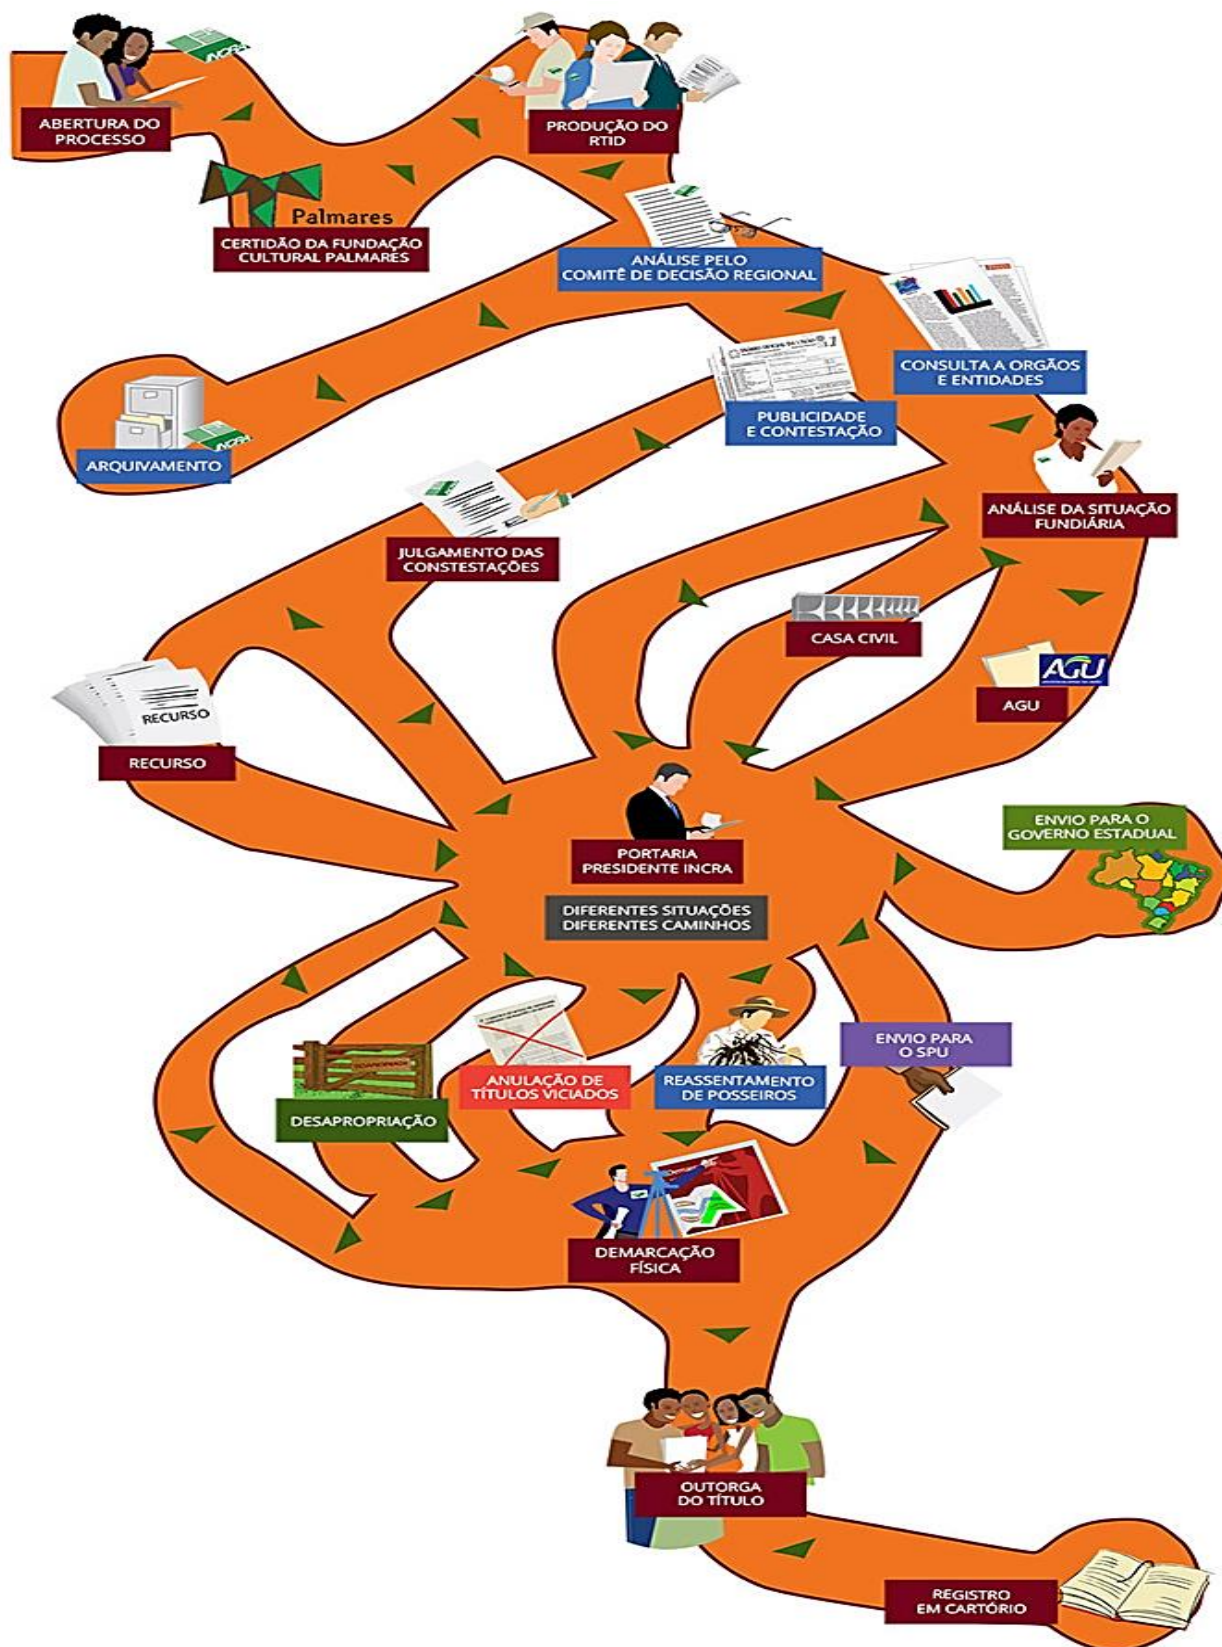 INCRA
ABERTURA DO
PROCESSO
PRODUÇÃO DO
RTID
Palmares
CERTIDÃO DA FUNDAÇÃO
CULTURAL PALMARES
ANÁLISE PELO
COMITÊ DE DECISÃO REGIONAL
CONSULTA A ORGÃOS
E ENTIDADES
PUBLICIDADE
E CONTESTAÇÃO
ARQUIVAMENTO
INCRA
ANÁLISE DA SITUAÇÃO
FUNDIÁRIA
JULGAMENTO DAS
CONSTESTAÇÕES
CASA CIVIL
AGU
AGU
RECURSO
RECURSO
PORTARIA
PRESIDENTE INCRA
ENVIO PARA O
GOVERNO ESTADUAL
DIFERENTES SITUAÇÕES
DIFERENTES CAMINHOS
DESAPROPRIAÇÃO
ANULAÇÃO DE
TÍTULOS VICIADOS
REASSENTAMENTO
DE POSSEIROS
ENVIO PARA
O SPU
DEMARCAÇÃO
FÍSICA
OUTORGA
DO TÍTULO
REGISTRO
EM CARTÓRIO